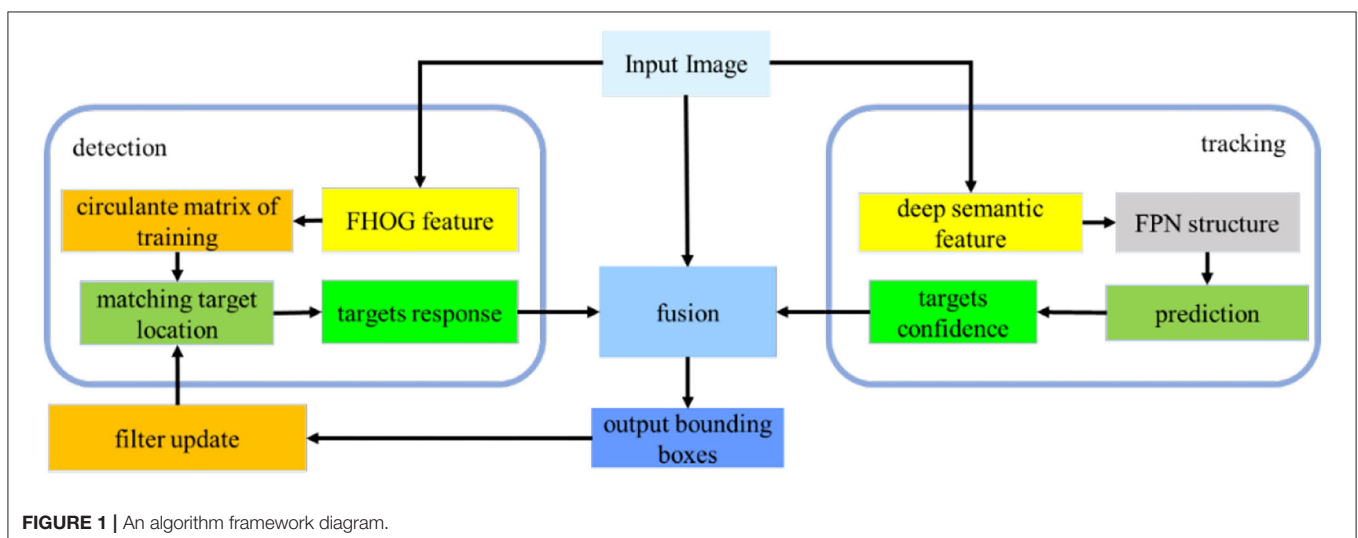 Input Image
detection
tracking
circulante matrix of
training
FHOG feature
deep semantic
feature
FPN structure
matching target
location
targets response
fusion
targets
confidence
prediction
filter update
output bounding
boxes
FIGURE 1 | An algorithm framework diagram.